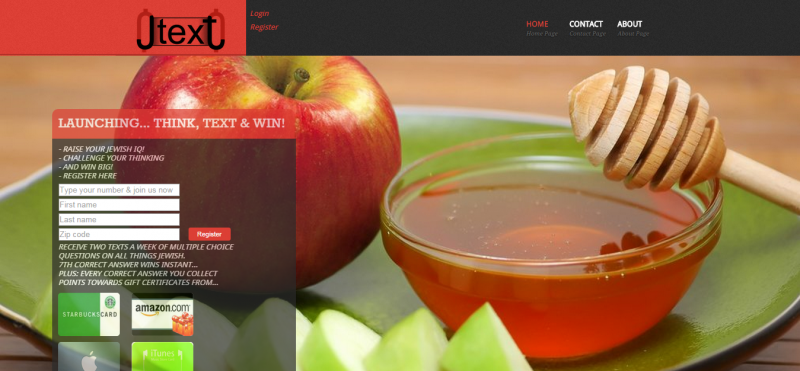 Jtext
Login
Register
HOME
Home Page
CONTACT
Contact Page
ABOUT
About Page
LAUNCHING... THINK, TEXT & WIN!
- RAISE YOUR JEWISH IQ!
- CHALLENGE YOUR THINKING
- AND WIN BIG!
- REGISTER HERE
Type your number & join us now
First name
Last name
Zip code
Register
RECEIVE TWO TEXTS A WEEK OF MULTIPLE CHOICE
QUESTIONS ON ALL THINGS JEWISH.
7TH CORRECT ANSWER WINS INSTANT...
PLUS: EVERY CORRECT ANSWER YOU COLLECT
POINTS TOWARDS GIFT CERTIFICATES FROM...
STARBUCKS CARD
amazon.com
iTunes